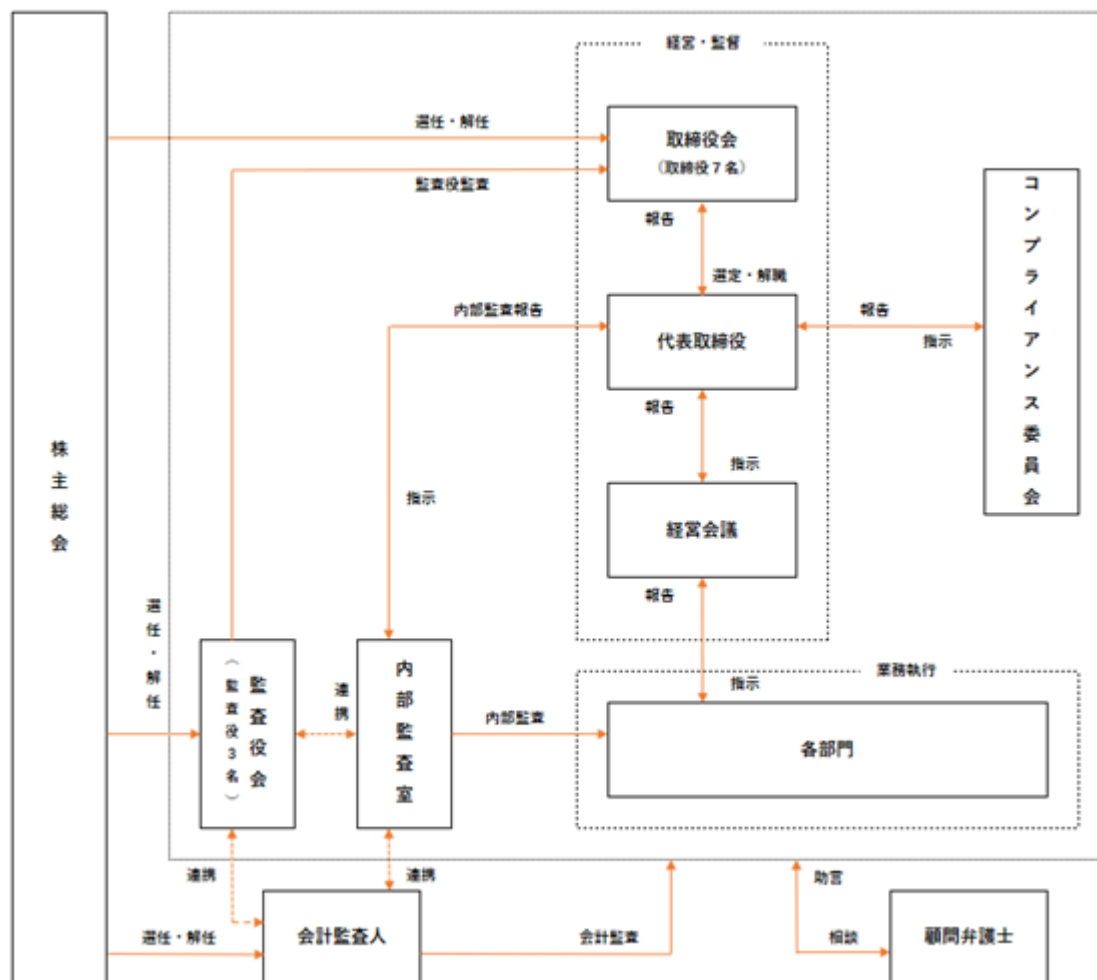 経営・監督
選任・解任
取締役会
（取締役７名）
監査役監査
報告
選定・解職
内部監査報告
代表取締役
報告
指示
コンプライアンス委員会
報告
指示
株主総会
指示
経営会議
報告
選任・解任
監査役会
（監査役３名）
連携
内部監査室
内部監査
業務執行
指示
各部門
連携
連携
助言
選任・解任
会計監査人
会計監査
相談
顧問弁護士